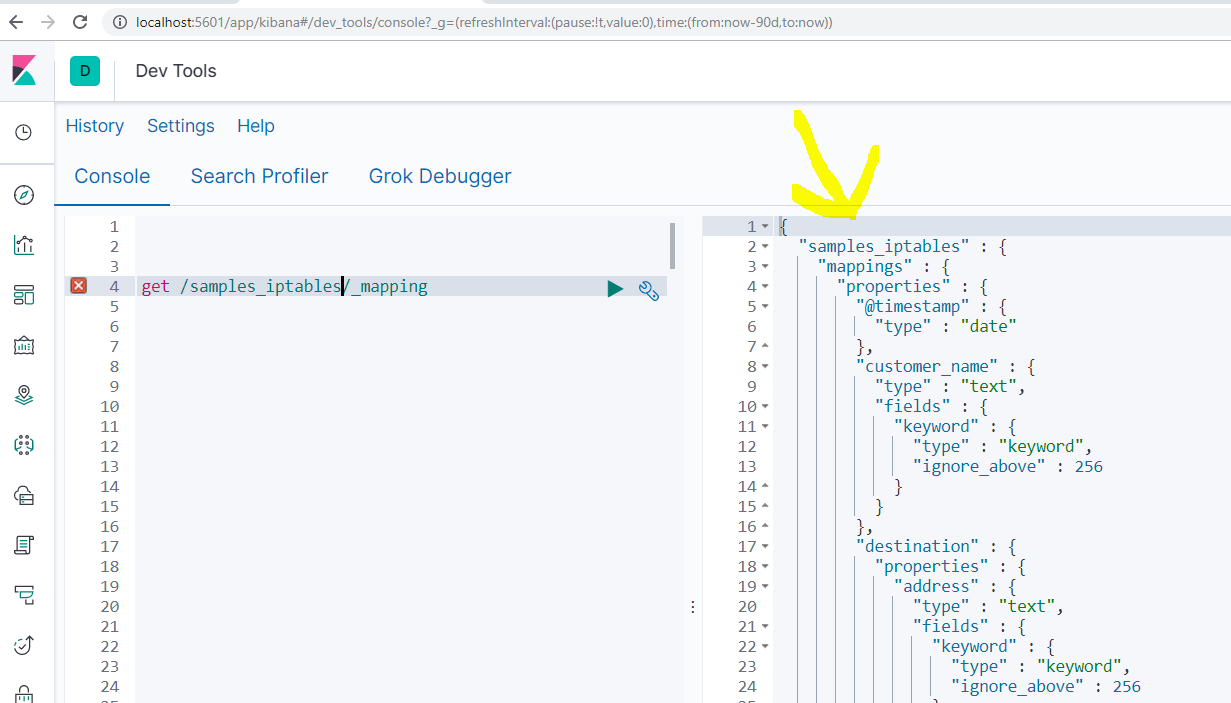 localhost:5601/app/kibana#/dev_tools/console?_g=(refreshInterval:(pause:!t,value:0),time:(from:now-90d,to:now))
D Dev Tools
History Settings Help
Console Search Profiler Grok Debugger
1
2
3
4 get /samples_iptables/_mapping
5
6
7
8
9
10
11
12
13
14
15
16
17
18
19
20
21
22
23
24
1 {
2 "samples_iptables" : {
3 "mappings" : {
4 "properties" : {
5 "@timestamp" : {
6 "type" : "date"
7 },
8 "customer_name" : {
9 "type" : "text",
10 "fields" : {
11 "keyword" : {
12 "type" : "keyword",
13 "ignore_above" : 256
14 }
15 }
16 },
17 "destination" : {
18 "properties" : {
19 "address" : {
20 "type" : "text",
21 "fields" : {
22 "keyword" : {
23 "type" : "keyword",
24 "ignore_above" : 256